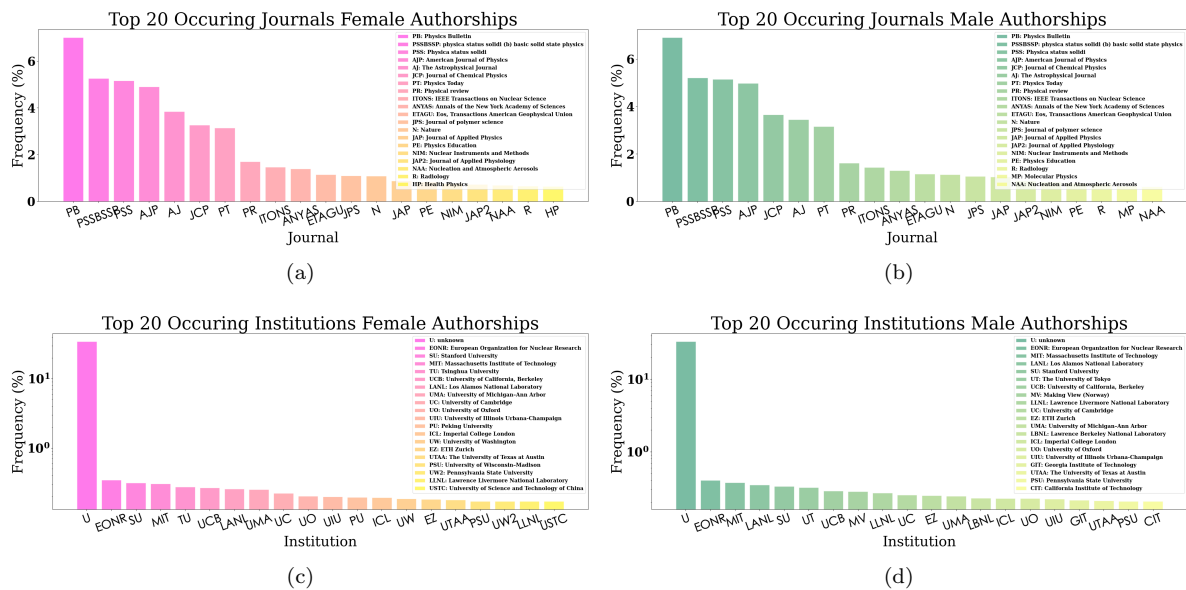 Top 20 Occuring Journals Female Authorships
Frequency (%)
6
4
2
0
PB: Physics Bulletin
PSSBSSP: physica status solidi (b) basic solid state physics
PSS: Physica status solidi
AJP: American Journal of Physics
AJ: The Astrophysical Journal
JCP: Journal of Chemical Physics
PT: Physics Today
PR: Physical review
ITONS: IEEE Transactions on Nuclear Science
ANYAS: Annals of the New York Academy of Sciences
ETAGU: Eos, Transactions American Geophysical Union
JPS: Journal of polymer science
N: Nature
JAP: Journal of Applied Physics
PE: Physics Education
NIM: Nuclear Instruments and Methods
JAP2: Journal of Applied Physiology
NAA: Nucleation and Atmospheric Aerosols
R: Radiology
HP: Health Physics
PB PSSBSSP PSS AJP AJ JCP PT PR ITONS ANYAS ETAGU JPS N JAP PE NIM JAP2 NAA R HP
Journal
(a)
Top 20 Occuring Journals Male Authorships
Frequency (%)
6
4
2
0
PB: Physics Bulletin
PSSBSSP: physica status solidi (b) basic solid state physics
PSS: Physica status solidi
AJP: American Journal of Physics
JCP: Journal of Chemical Physics
AJ: The Astrophysical Journal
PT: Physics Today
PR: Physical review
ITONS: IEEE Transactions on Nuclear Science
ANYAS: Annals of the New York Academy of Sciences
ETAGU: Eos, Transactions American Geophysical Union
N: Nature
JPS: Journal of polymer science
JAP: Journal of Applied Physics
JAP2: Journal of Applied Physiology
NIM: Nuclear Instruments and Methods
PE: Physics Education
R: Radiology
MP: Molecular Physics
NAA: Nucleation and Atmospheric Aerosols
PB PSSBSSP PSS AJP JCP AJ PT PR ITONS ANYAS ETAGU N JPS JAP JAP2 NIM PE R MP NAA
Journal
(b)
Top 20 Occuring Institutions Female Authorships
Frequency (%)
10¹
10⁰
U: unknown
EONR: European Organization for Nuclear Research
SU: Stanford University
MIT: Massachusetts Institute of Technology
TU: Tsinghua University
UCB: University of California, Berkeley
LANL: Los Alamos National Laboratory
UMA: University of Michigan–Ann Arbor
UC: University of Cambridge
UO: University of Oxford
UIU: University of Illinois Urbana-Champaign
PU: Peking University
ICL: Imperial College London
UW: University of Washington
EZ: ETH Zurich
UTAA: The University of Texas at Austin
PSU: University of Wisconsin–Madison
UW2: Pennsylvania State University
LLNL: Lawrence Livermore National Laboratory
USTC: University of Science and Technology of China
U EONR SU MIT TU UCB LANL UMA UC UO UIU PU ICL UW EZ UTAA PSU UW2 LLNL USTC
Institution
(c)
Top 20 Occuring Institutions Male Authorships
Frequency (%)
10¹
10⁰
U: unknown
EONR: European Organization for Nuclear Research
MIT: Massachusetts Institute of Technology
LANL: Los Alamos National Laboratory
SU: Stanford University
UT: The University of Tokyo
UCB: University of California, Berkeley
MV: Making View (Norway)
LLNL: Lawrence Livermore National Laboratory
UC: University of Cambridge
EZ: ETH Zurich
UMA: University of Michigan–Ann Arbor
LBNL: Lawrence Berkeley National Laboratory
ICL: Imperial College London
UO: University of Oxford
UIU: University of Illinois Urbana-Champaign
GIT: Georgia Institute of Technology
UTAA: The University of Texas at Austin
PSU: Pennsylvania State University
CIT: California Institute of Technology
U EONR MIT LANL SU UT UCB MV LLNL UC EZ UMA LBNL ICL UO UIU GIT UTAA PSU CIT
Institution
(d)